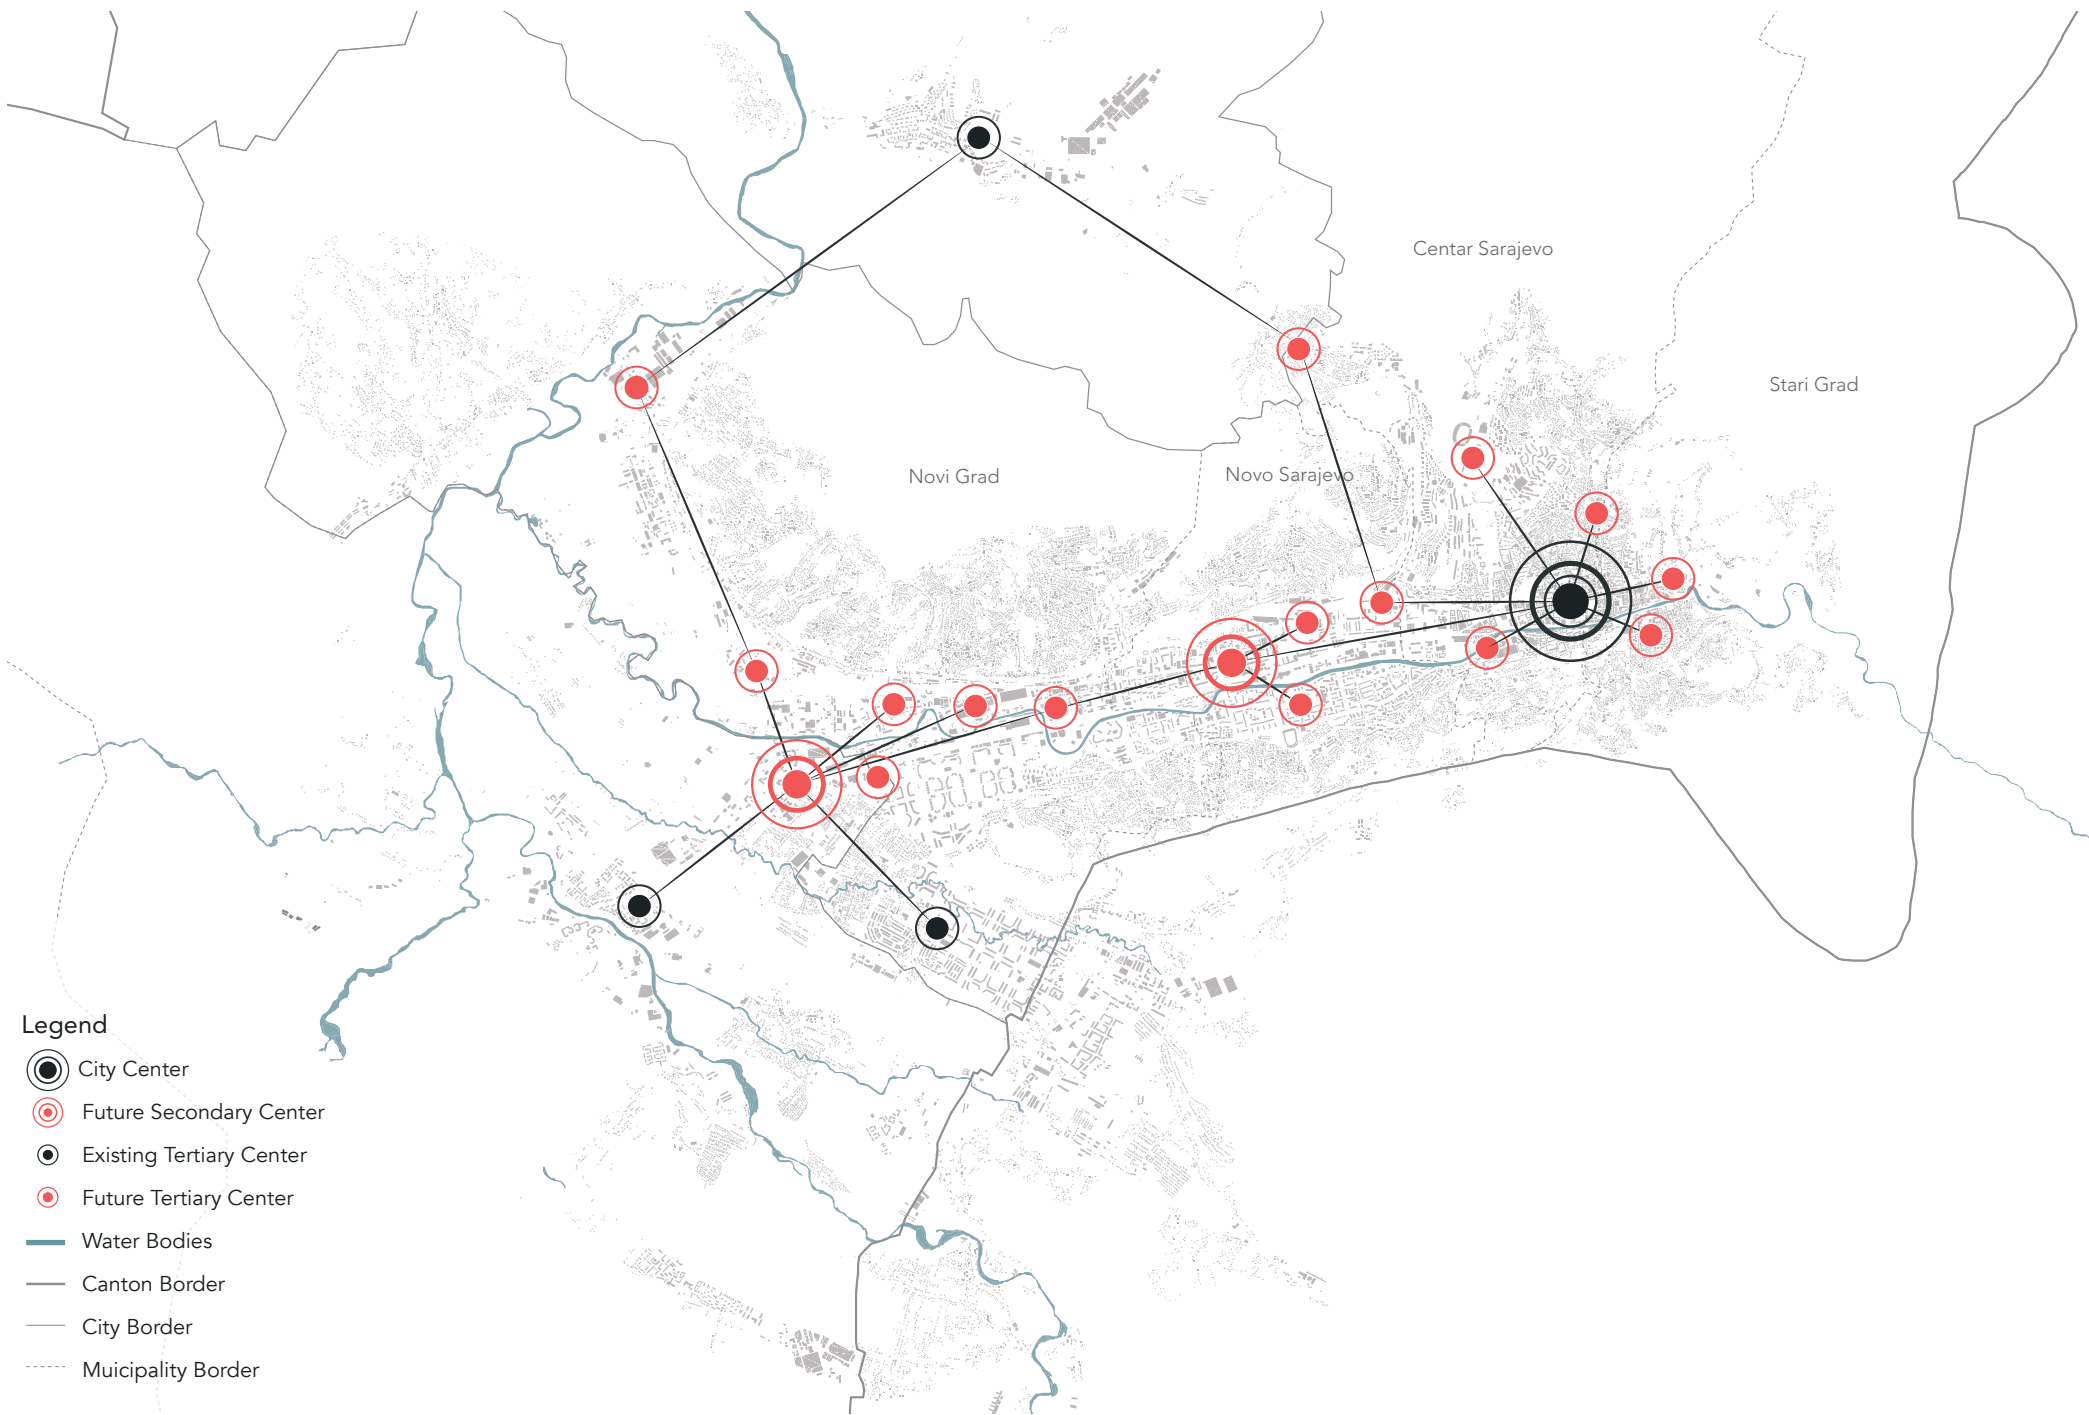 Centar Sarajevo
Stari Grad
Novi Grad
Novo Sarajevo
Legend
City Center
Future Secondary Center
Existing Tertiary Center
Future Tertiary Center
Water Bodies
Canton Border
City Border
Muicipality Border